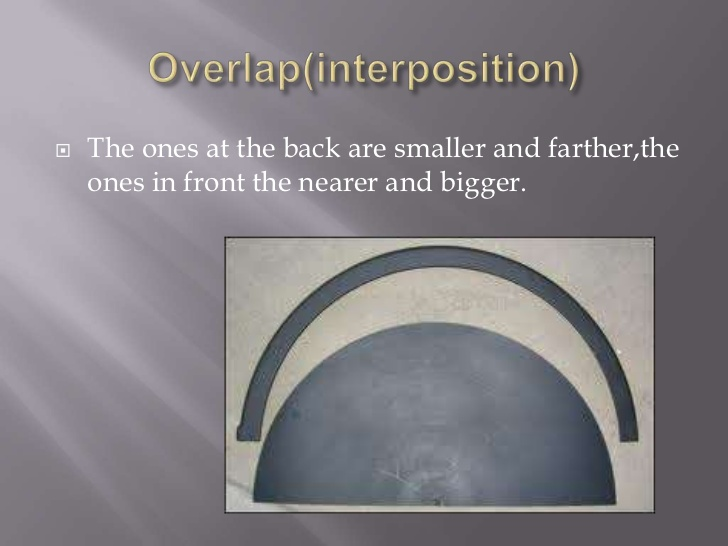 Overlap(interposition)
The ones at the back are smaller and farther,the
ones in front the nearer and bigger.